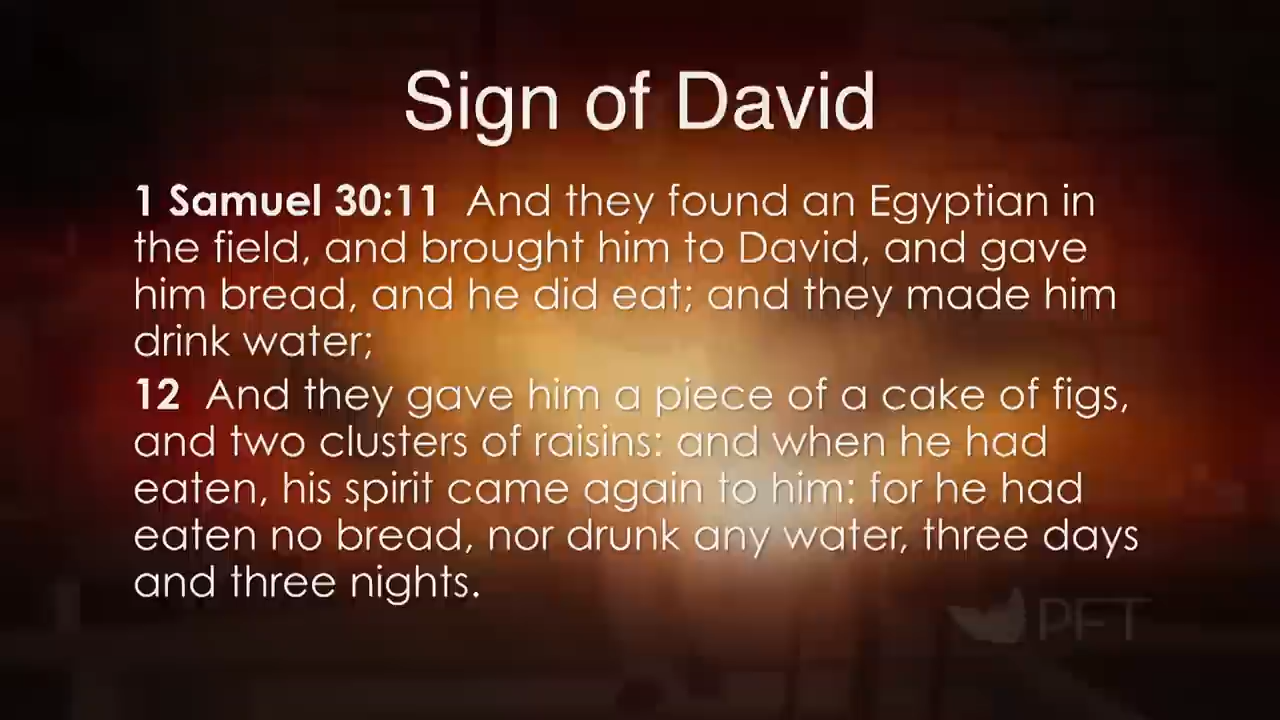 Sign of David
1 Samuel 30:11 And they found an Egyptian in
the field, and brought him to David, and gave
him bread, and he did eat; and they made him
drink water;
12 And they gave him a piece of a cake of figs,
and two clusters of raisins: and when he had
eaten, his spirit came again to him: for he had
eaten no bread, nor drunk any water, three days
and three nights.
PFT